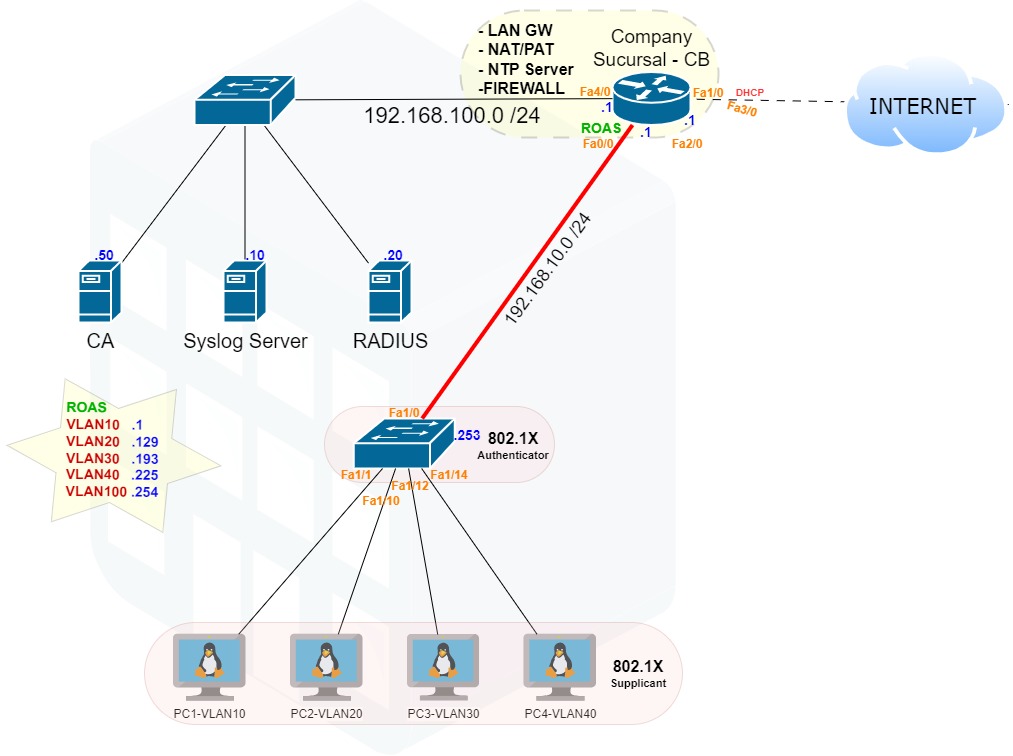 - LAN GW
- NAT/PAT
- NTP Server
-FIREWALL
Company
Sucursal - CB
Fa4/0
Fa1/0
DHCP
Fa3/0
INTERNET
192.168.100.0 /24
.1
ROAS
.1
.1
Fa0/0
Fa2/0
192.168.10.0 /24
.50
.10
.20
CA
Syslog Server
RADIUS
ROAS
VLAN10 .1
VLAN20 .129
VLAN30 .193
VLAN40 .225
VLAN100 .254
Fa1/0
.253
802.1X
Authenticator
Fa1/1
Fa1/10
Fa1/12
Fa1/14
802.1X
Supplicant
PC1-VLAN10
PC2-VLAN20
PC3-VLAN30
PC4-VLAN40